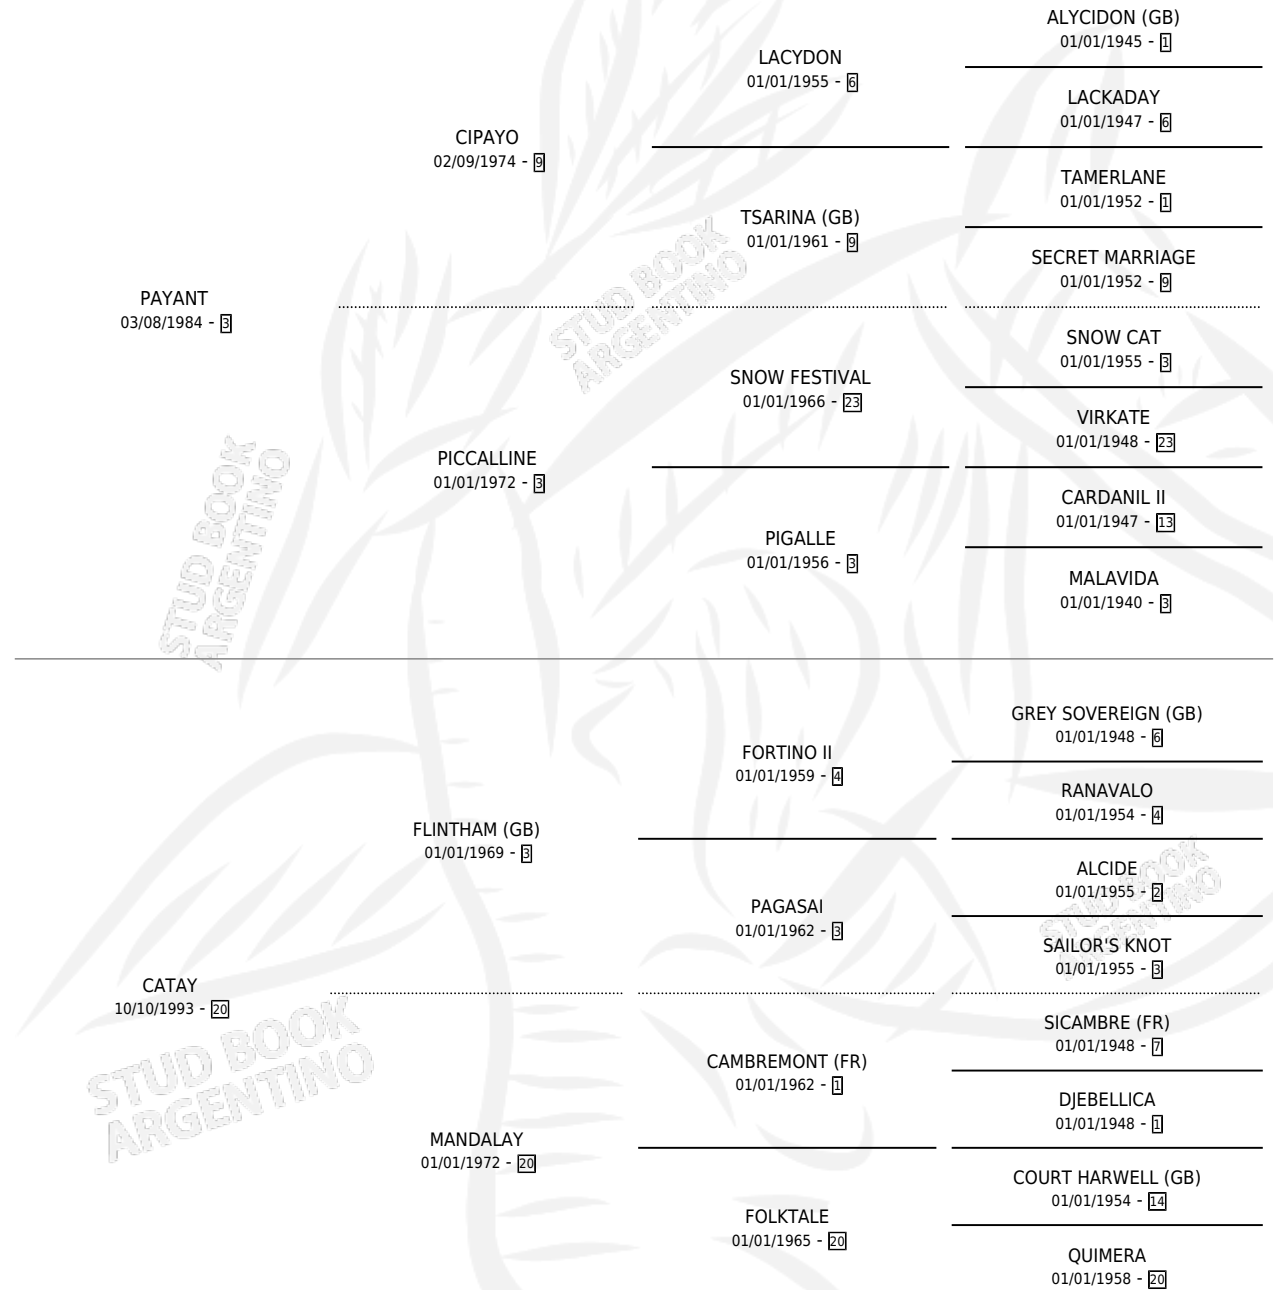 ALYCIDON (GB)
01/01/1945 - 1
LACYDON
01/01/1955 - 6
LACKADAY
01/01/1947 - 6
CIPAYO
02/09/1974 - 9
TAMERLANE
01/01/1952 - 1
TSARINA (GB)
01/01/1961 - 9
SECRET MARRIAGE
01/01/1952 - 9
PAYANT
03/08/1984 - 3
STUD BOOK
ARGENTINO
SNOW CAT
01/01/1955 - 3
SNOW FESTIVAL
01/01/1966 - 23
VIRKATE
01/01/1948 - 23
PICCALLINE
01/01/1972 - 3
CARDANIL II
01/01/1947 - 13
PIGALLE
01/01/1956 - 3
MALAVIDA
01/01/1940 - 3
STUD BOOK
ARGENTINO
GREY SOVEREIGN (GB)
01/01/1948 - 6
FORTINO II
01/01/1959 - 4
RANAVALO
01/01/1954 - 4
FLINTHAM (GB)
01/01/1969 - 3
ALCIDE
01/01/1955 - 2
PAGASAI
01/01/1962 - 3
SAILOR'S KNOT
01/01/1955 - 3
STUD BOOK
ARGENTINO
CATAY
10/10/1993 - 20
SICAMBRE (FR)
01/01/1948 - 7
CAMBREMONT (FR)
01/01/1962 - 1
DJEBELLICA
01/01/1948 - 1
STUD BOOK
ARGENTINO
MANDALAY
01/01/1972 - 20
COURT HARWELL (GB)
01/01/1954 - 14
FOLKTALE
01/01/1965 - 20
QUIMERA
01/01/1958 - 20